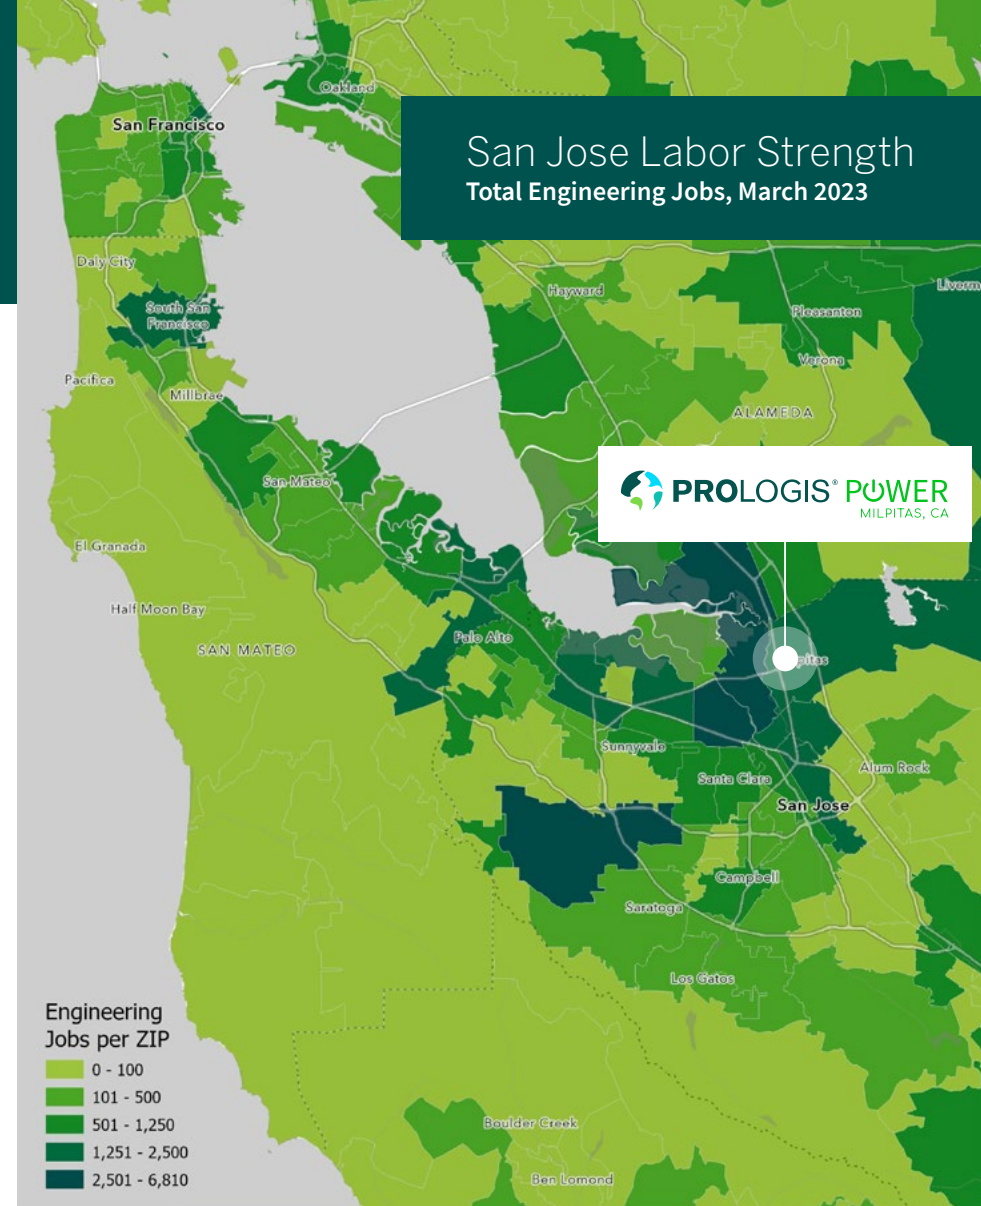 Oakland
San Francisco
San Jose Labor Strength
Total Engineering Jobs, March 2023
Daly City
Hayward
Liverm
South San
Francisco
Pleasanton
Verona
Pacifica
Millbrae
ALAMEDA
San Mateo
PROLOGIS® POWER
MILPITAS, CA
El Granada
Half Moon Bay
Palo Alto
SAN MATEO
pitas
Sunnyvale
Santa Clara
Alum Rock
San Jose
Campbell
Saratoga
Los Gatos
Engineering
Jobs per ZIP
0 - 100
101 - 500
501 - 1,250
1,251 - 2,500
2,501 - 6,810
Boulder Creek
Ben Lomond